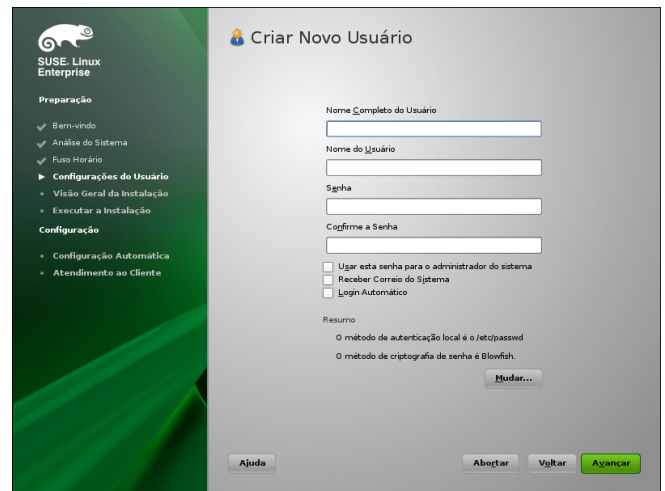 SUSE. Linux
Enterprise
Preparação
Bem-vindo
Análise do Sistema
Fuso Horário
Configurações do Usuário
Visão Geral da Instalação
Executar a Instalação
Configuração
Configuração Automática
Atendimento ao Cliente
Criar Novo Usuário
Nome Completo do Usuário
Nome do Usuário
Senha
Confirme a Senha
Usar esta senha para o administrador do sistema
Receber Correio do Sistema
Login Automático
Resumo
O método de autenticação local é o /etc/passwd
O método de criptografia de senha é Blowfish.
Mudar...
Ajuda
Abortar
Voltar
Avançar